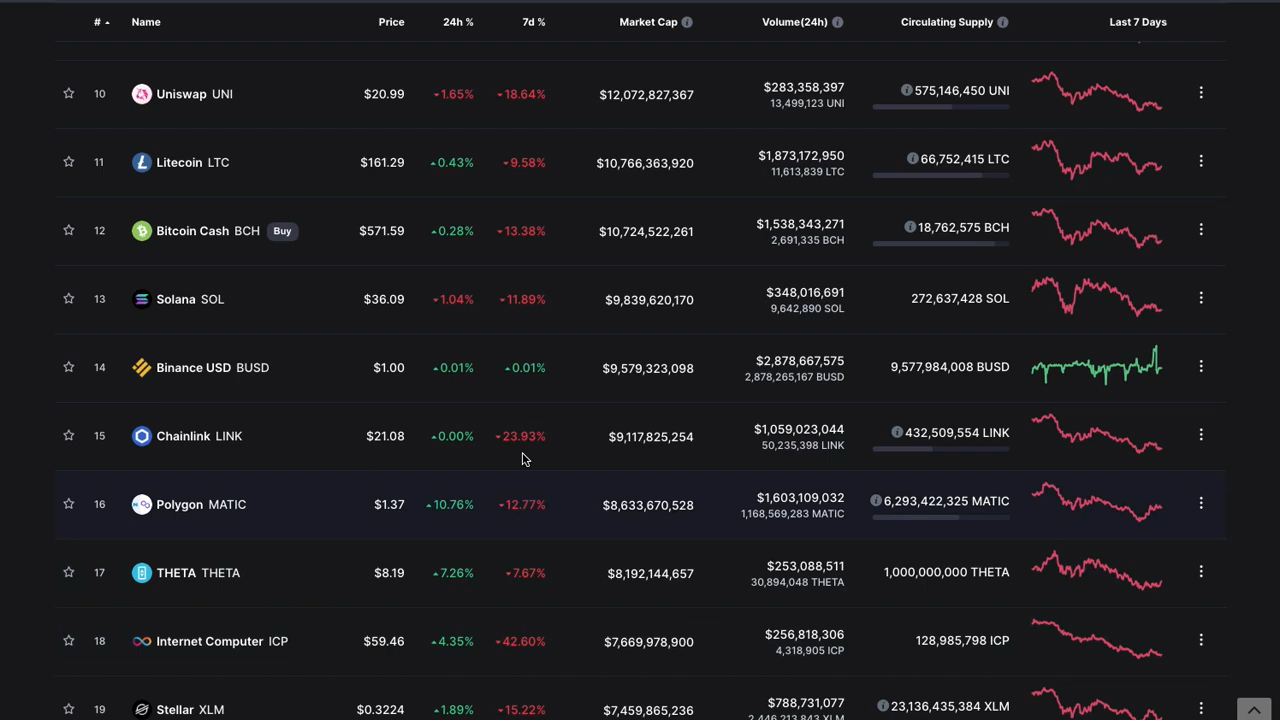 # Name Price 24h % 7d % Market Cap Volume(24h) Circulating Supply Last 7 Days
10 Uniswap UNI $20.99 1.65% 18.64% $12,072,827,367 $283,358,397 575,146,450 UNI
13,499,123 UNI
11 Litecoin LTC $161.29 0.43% 9.58% $10,766,363,920 $1,873,172,950 66,752,415 LTC
11,613,839 LTC
12 Bitcoin Cash BCH Buy $571.59 0.28% 13.38% $10,724,522,261 $1,538,343,271 18,762,575 BCH
2,691,335 BCH
13 Solana SOL $36.09 1.04% 11.89% $9,839,620,170 $348,016,691 272,637,428 SOL
9,642,890 SOL
14 Binance USD BUSD $1.00 0.01% 0.01% $9,579,323,098 $2,878,667,575 9,577,984,008 BUSD
2,878,265,167 BUSD
15 Chainlink LINK $21.08 0.00% 23.93% $9,117,825,254 $1,059,023,044 432,509,554 LINK
50,235,398 LINK
16 Polygon MATIC $1.37 10.76% 12.77% $8,633,670,528 $1,603,109,032 6,293,422,325 MATIC
1,168,569,283 MATIC
17 THETA THETA $8.19 7.26% 7.67% $8,192,144,657 $253,088,511 1,000,000,000 THETA
30,894,048 THETA
18 Internet Computer ICP $59.46 4.35% 42.60% $7,669,978,900 $256,818,306 128,985,798 ICP
4,318,905 ICP
19 Stellar XLM $0.3224 1.89% 15.22% $7,459,865,236 $788,731,077 23,136,435,384 XLM
2,446,213,843 XLM